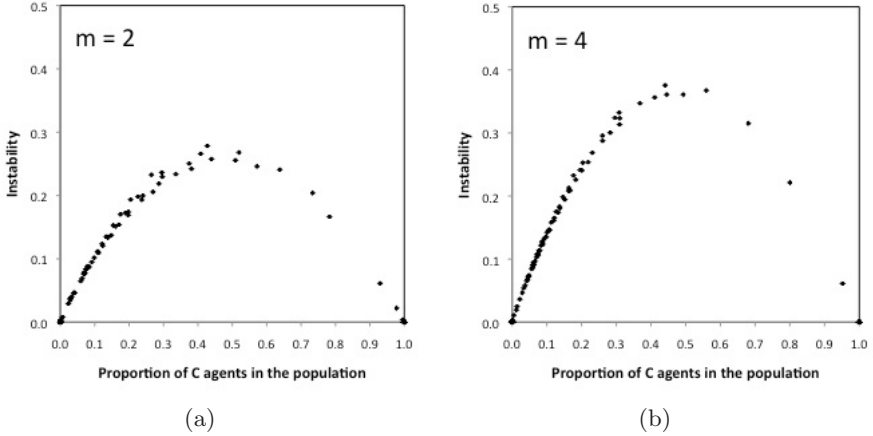 0.5
m = 2
0.4
0.3
Instability
0.2
0.1
0.0
0.0 0.1 0.2 0.3 0.4 0.5 0.6 0.7 0.8 0.9 1.0
Proportion of C agents in the population
(a)
0.5
m = 4
0.4
0.3
Instability
0.2
0.1
0.0
0.0 0.1 0.2 0.3 0.4 0.5 0.6 0.7 0.8 0.9 1.0
Proportion of C agents in the population
(b)